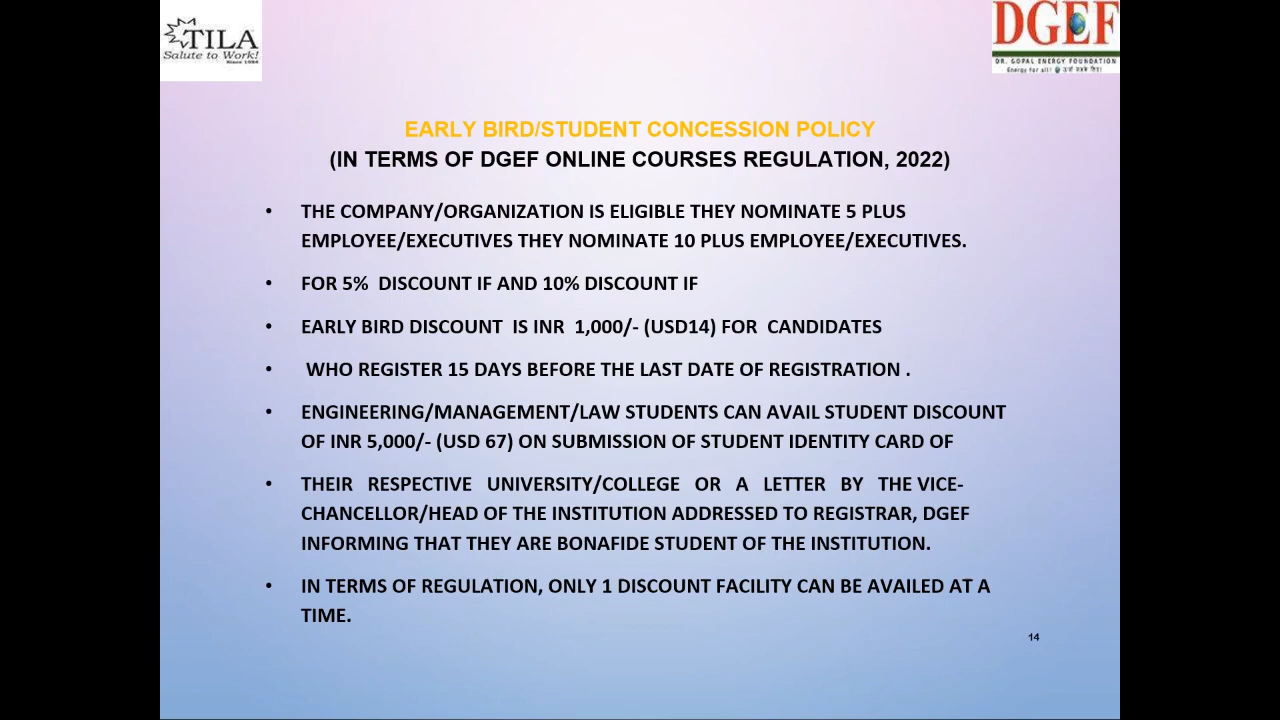 TILA
Salute to Work!
Since 1984
DGEF
DR. GOPAL ENERGY FOUNDATION
Energy for all!
EARLY BIRD/STUDENT CONCESSION POLICY
(IN TERMS OF DGEF ONLINE COURSES REGULATION, 2022)
• THE COMPANY/ORGANIZATION IS ELIGIBLE THEY NOMINATE 5 PLUS
EMPLOYEE/EXECUTIVES THEY NOMINATE 10 PLUS EMPLOYEE/EXECUTIVES.
• FOR 5% DISCOUNT IF AND 10% DISCOUNT IF
• EARLY BIRD DISCOUNT IS INR 1,000/- (USD14) FOR CANDIDATES
• WHO REGISTER 15 DAYS BEFORE THE LAST DATE OF REGISTRATION .
• ENGINEERING/MANAGEMENT/LAW STUDENTS CAN AVAIL STUDENT DISCOUNT
OF INR 5,000/- (USD 67) ON SUBMISSION OF STUDENT IDENTITY CARD OF
• THEIR RESPECTIVE UNIVERSITY/COLLEGE OR A LETTER BY THE VICE-
CHANCELLOR/HEAD OF THE INSTITUTION ADDRESSED TO REGISTRAR, DGEF
INFORMING THAT THEY ARE BONAFIDE STUDENT OF THE INSTITUTION.
• IN TERMS OF REGULATION, ONLY 1 DISCOUNT FACILITY CAN BE AVAILED AT A
TIME.
14